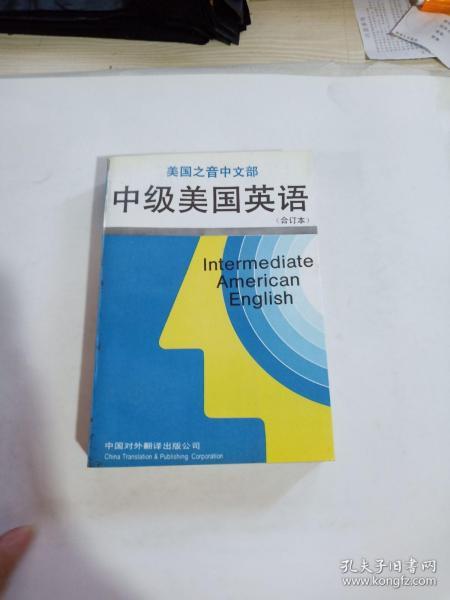 美国之音中文部
中级美国英语
（合订本）
Intermediate
American
English
中国对外翻译出版公司
China Translation & Publishing Corporation
孔夫子旧书网
www.kongfz.com